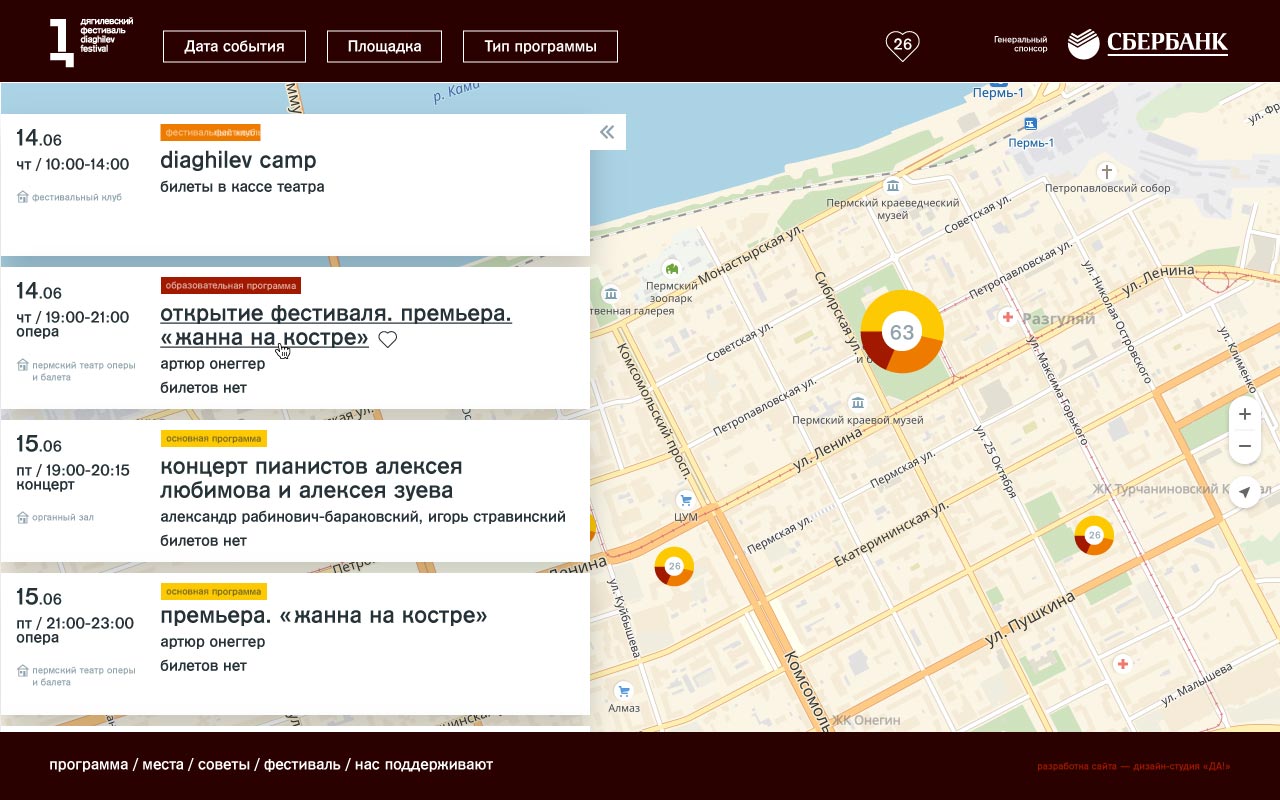 дягилевский
фестиваль
diaghilev
festival
Дата события
Площадка
Тип программы
26
Генеральный
спонсор
СБЕРБАНК
14.06
чт / 10:00-14:00
фестивальный клуб
diaghilev camp
билеты в кассе театра
14.06
чт / 19:00-21:00
опера
пермский театр оперы
и балета
образовательная программа
открытие фестиваля. премьера.
«жанна на костре»
артюр онеггер
билетов нет
15.06
пт / 19:00-20:15
концерт
органный зал
основная программа
концерт пианистов алексея
любимова и алексея зуева
александр рабинович-бараковский, игорь стравинский
билетов нет
15.06
пт / 21:00-23:00
опера
пермский театр оперы
и балета
основная программа
премьера. «жанна на костре»
артюр онеггер
билетов нет
р. Кама
Пермь-1
Пермь-1
Петропавловский собор
Пермский краеведческий
музей
Советская ул.
Монастырская ул.
Пермский
зоопарк
твенная галерея
Сибирская ул.
Петропавловская ул.
ул. Ленина
ул. Николая Островского
Разгуляй
63
и б
Советская ул.
Комсомольский просп.
Петропавловская ул.
Пермский краевой музей
ул. Максима Горького
ул. Клименко
ул. Ленина
Пермская ул.
ул. 25 Октября
ЖК Турчаниновский К
ал
ЦУМ
Пермская ул.
Екатерининская ул.
26
26
Ленина
ул. Куйбышева
ул. Пушкина
Комсомоль
ул. Малышева
Алмаз
ЖК Онегин
ул. Фр
программа / места / советы / фестиваль / нас поддерживают
разработка сайта — дизайн-студия «ДА!»